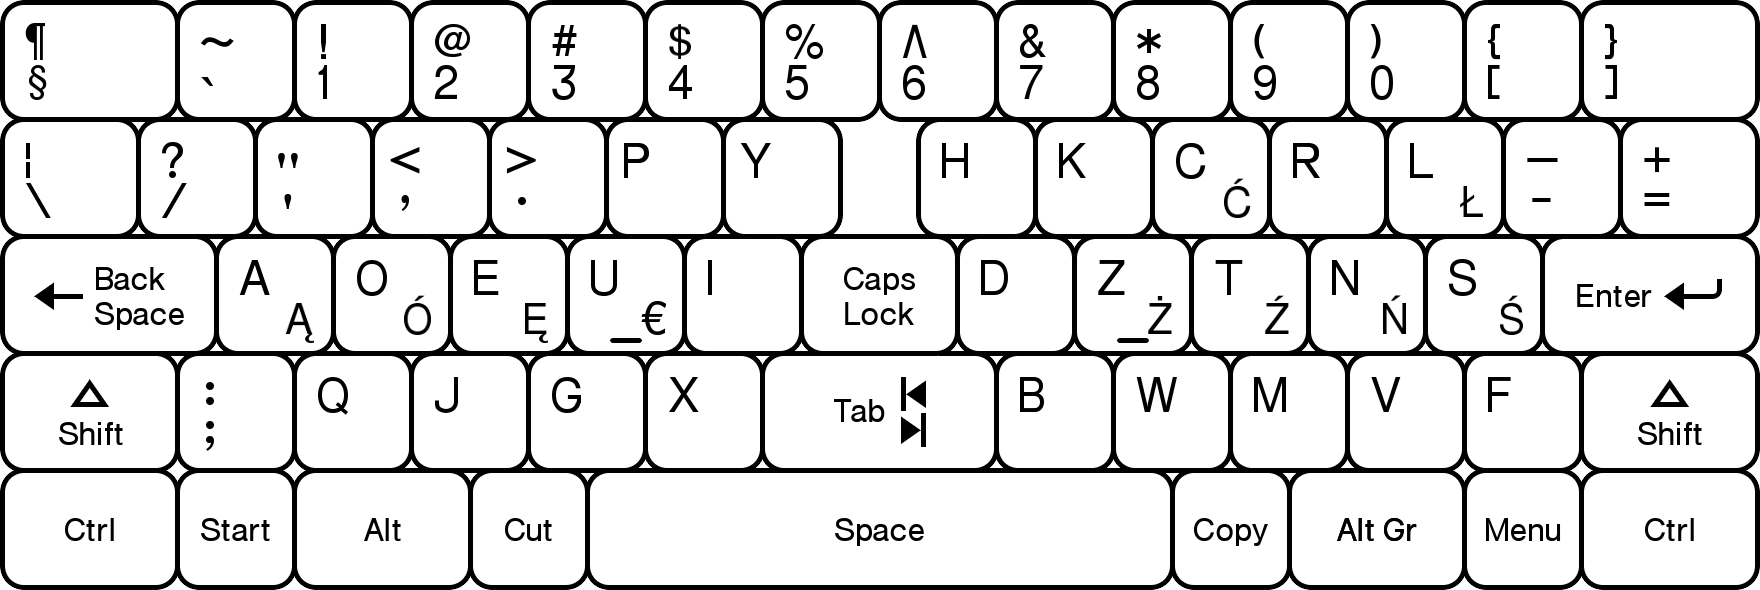 ¶ ~ ! @ # $ % Λ & * ( ) { }
§ ` 1 2 3 4 5 6 7 8 9 0 [ ]
¦ ? " < > P Y H K C R L — +
\ / ' , . Ć Ł - =
Back A O E U I Caps D Z T N S Enter
Space Ą Ó Ę _€ Lock _Ż Ź Ń Ś
Shift : Q J G X Tab B W M V F Shift
;
Ctrl Start Alt Cut Space Copy Alt Gr Menu Ctrl